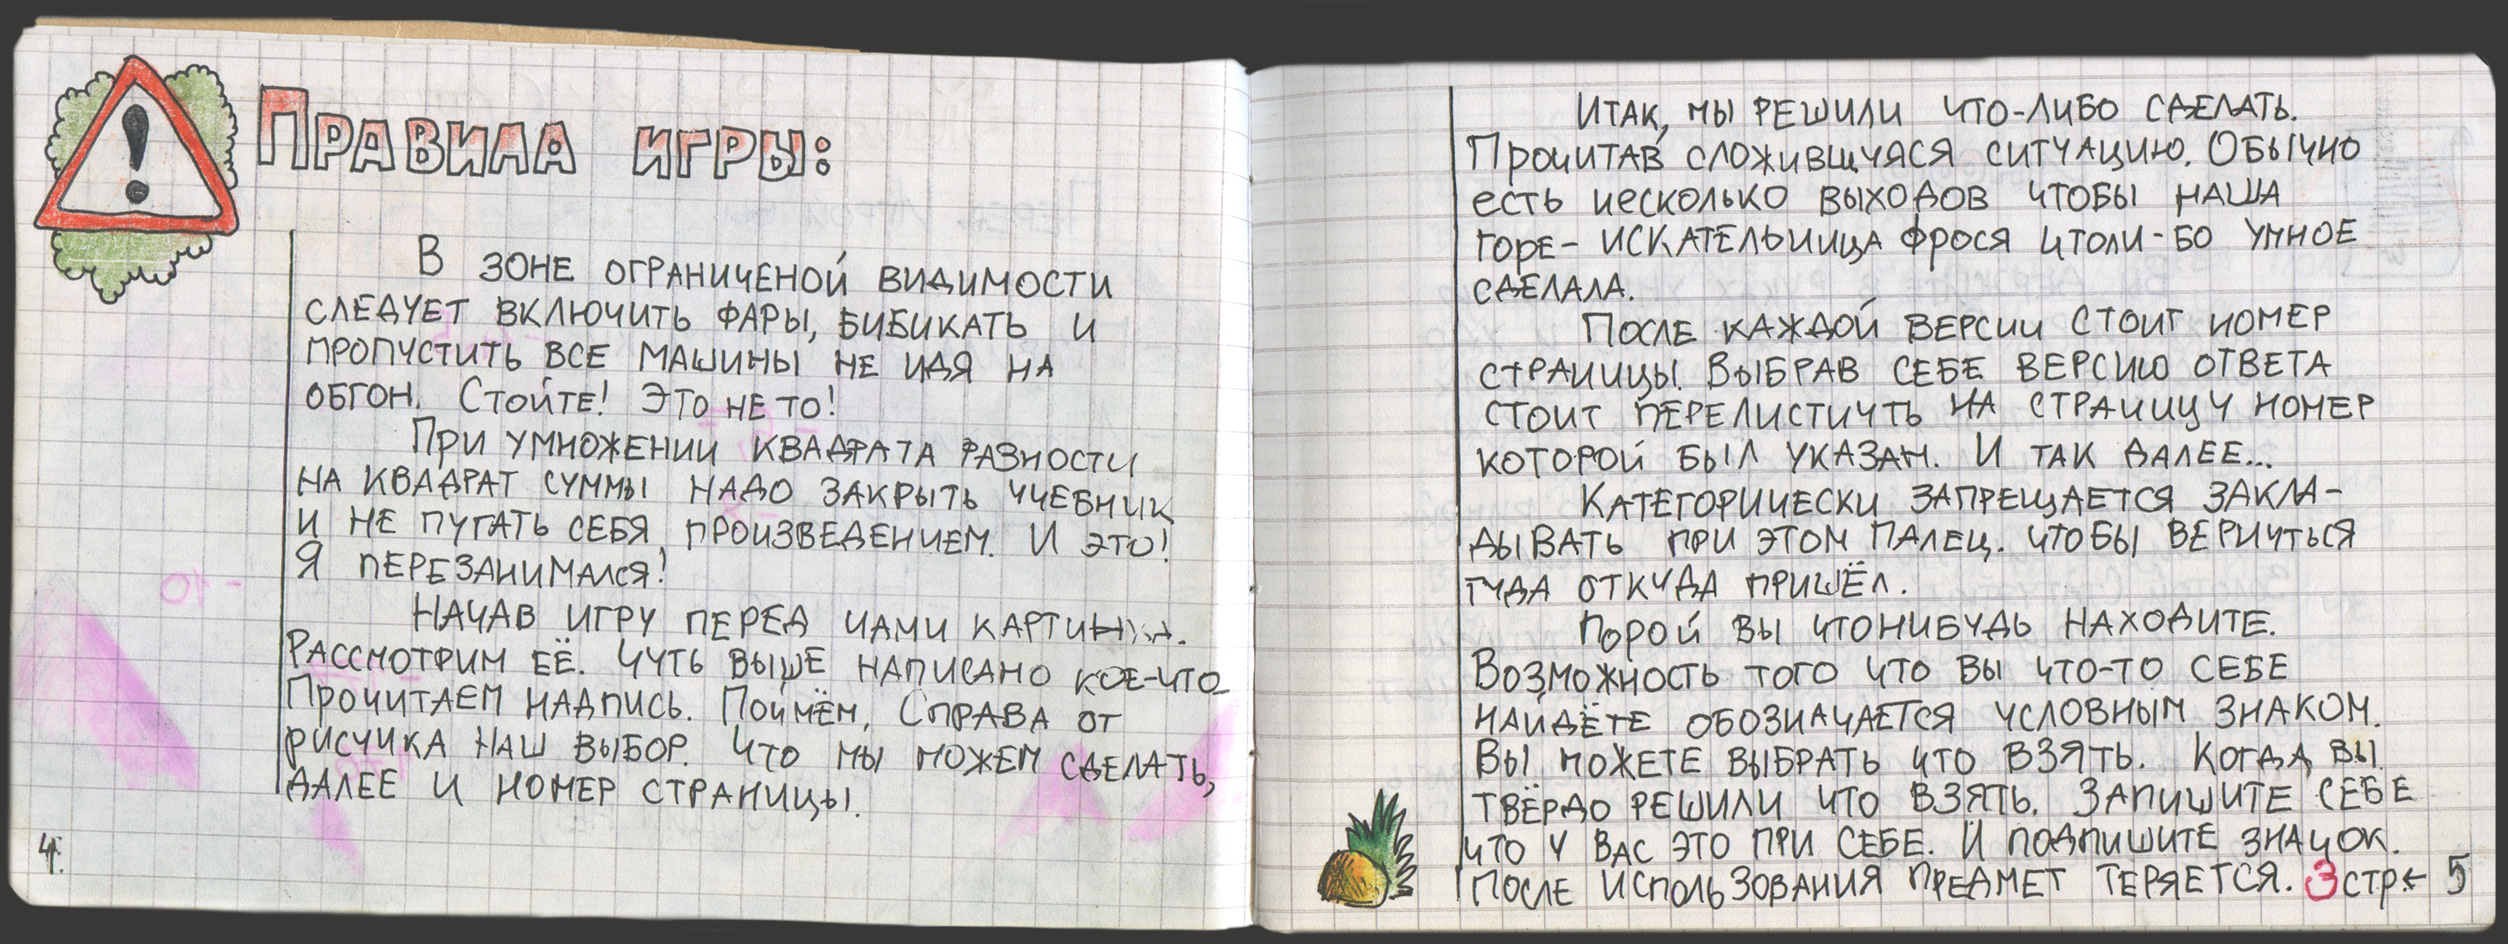 Правила игры:
В зоне ограниченой видимости
следует включить фары, бибикать и
пропустить все машины не идя на
обгон. Стойте! Это не то!
При умножении квадрата разности
на квадрат суммы надо закрыть учебник
и не пугать себя произведением. И это!
Я перезанимался!
Начав игру перед нами картинка.
Рассмотрим её. Чуть выше написано кое-что
Прочитаем надпись. Поймём, Справа от
рисунка наш выбор. Что мы можем сделать,
далее и номер страницы.
4.
Итак, мы решили что-либо сделать.
Прочитав сложившуяся ситуацию. Обычно
есть несколько выходов чтобы наша
горе-искательница Фрося чтоли-бо умное
сделала.
После каждой версии стоит номер
страницы. Выбрав себе версию ответа
стоит перелистнуть на страницу номер
которой был указан. И так далее...
Категорически запрещается закла-
дывать при этом палец. Чтобы вернуться
туда откуда пришёл.
Порой вы чтонибудь находите.
Возможность того что вы что-то себе
найдёте обозначается условным знаком.
Вы можете выбрать что взять. Когда вы
твёрдо решили что взять. Запишите себе
что у вас это при себе. И подпишите значок.
После использования предмет теряется. 3 стр← 5